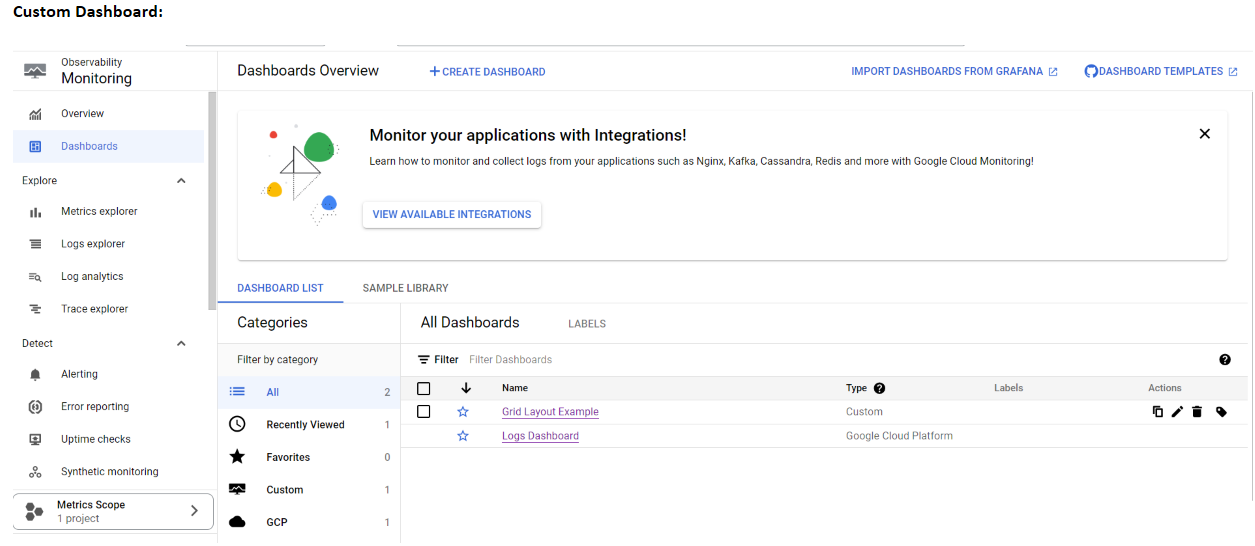 Custom Dashboard:
Observability
Monitoring
Dashboards Overview
CREATE DASHBOARD
IMPORT DASHBOARDS FROM GRAFANA
DASHBOARD TEMPLATES
Overview
Dashboards
Explore
Metrics explorer
Logs explorer
Log analytics
Trace explorer
Detect
Alerting
Error reporting
Uptime checks
Synthetic monitoring
Metrics Scope
1 project
Monitor your applications with Integrations!
Learn how to monitor and collect logs from your applications such as Nginx, Kafka, Cassandra, Redis and more with Google Cloud Monitoring!
VIEW AVAILABLE INTEGRATIONS
DASHBOARD LIST SAMPLE LIBRARY
Categories
Filter by category
All 2
Recently Viewed 1
Favorites 0
Custom 1
GCP 1
All Dashboards LABELS
Filter Filter Dashboards
Name Type Labels Actions
Grid Layout Example Custom
Logs Dashboard Google Cloud Platform